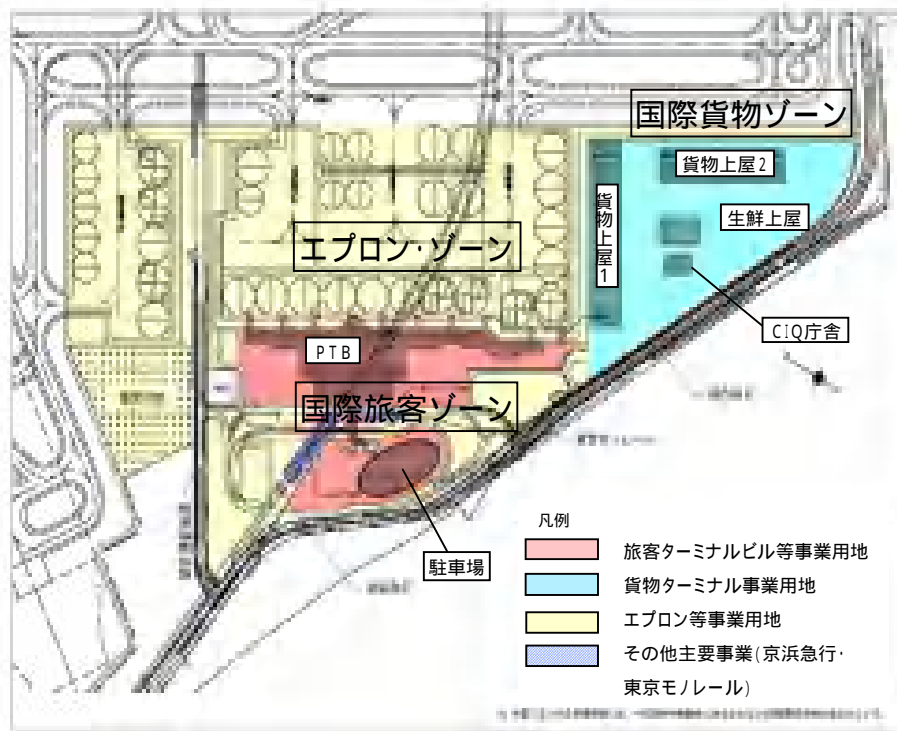 国際貨物ゾーン
貨物上屋2
貨物上屋1
生鮮上屋
エプロン・ゾーン
CIQ庁舎
PTB
国際旅客ゾーン
駐車場
凡例
旅客ターミナルビル等事業用地
貨物ターミナル事業用地
エプロン等事業用地
その他主要事業(京浜急行・
東京モノレール)